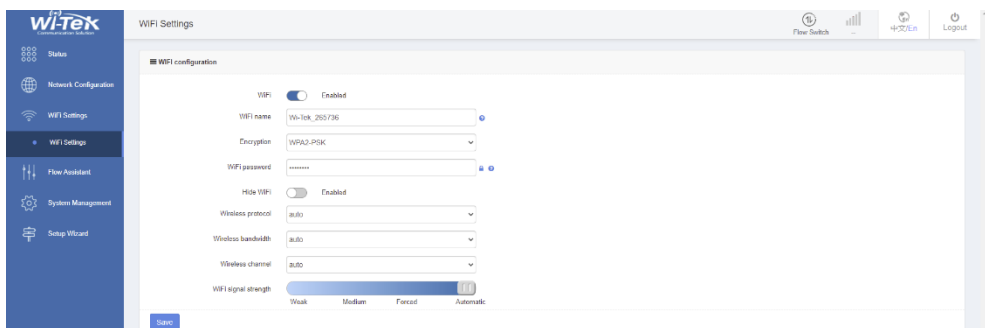 Wi-Tek
Communication Solution
WiFi Settings
Flow Switch
--
中文/En
Logout
Status
Network Configuration
WiFi Settings
WiFi Settings
Flow Assistant
System Management
Setup Wizard
WIFI configuration
WiFi
Enabled
WiFi name
Wi-Tek_265736
Encryption
WPA2-PSK
WiFi password
••••••••
Hide WiFi
Enabled
Wireless protocol
auto
Wireless bandwidth
auto
Wireless channel
auto
WiFi signal strength
Weak
Medium
Forced
Automatic
Save